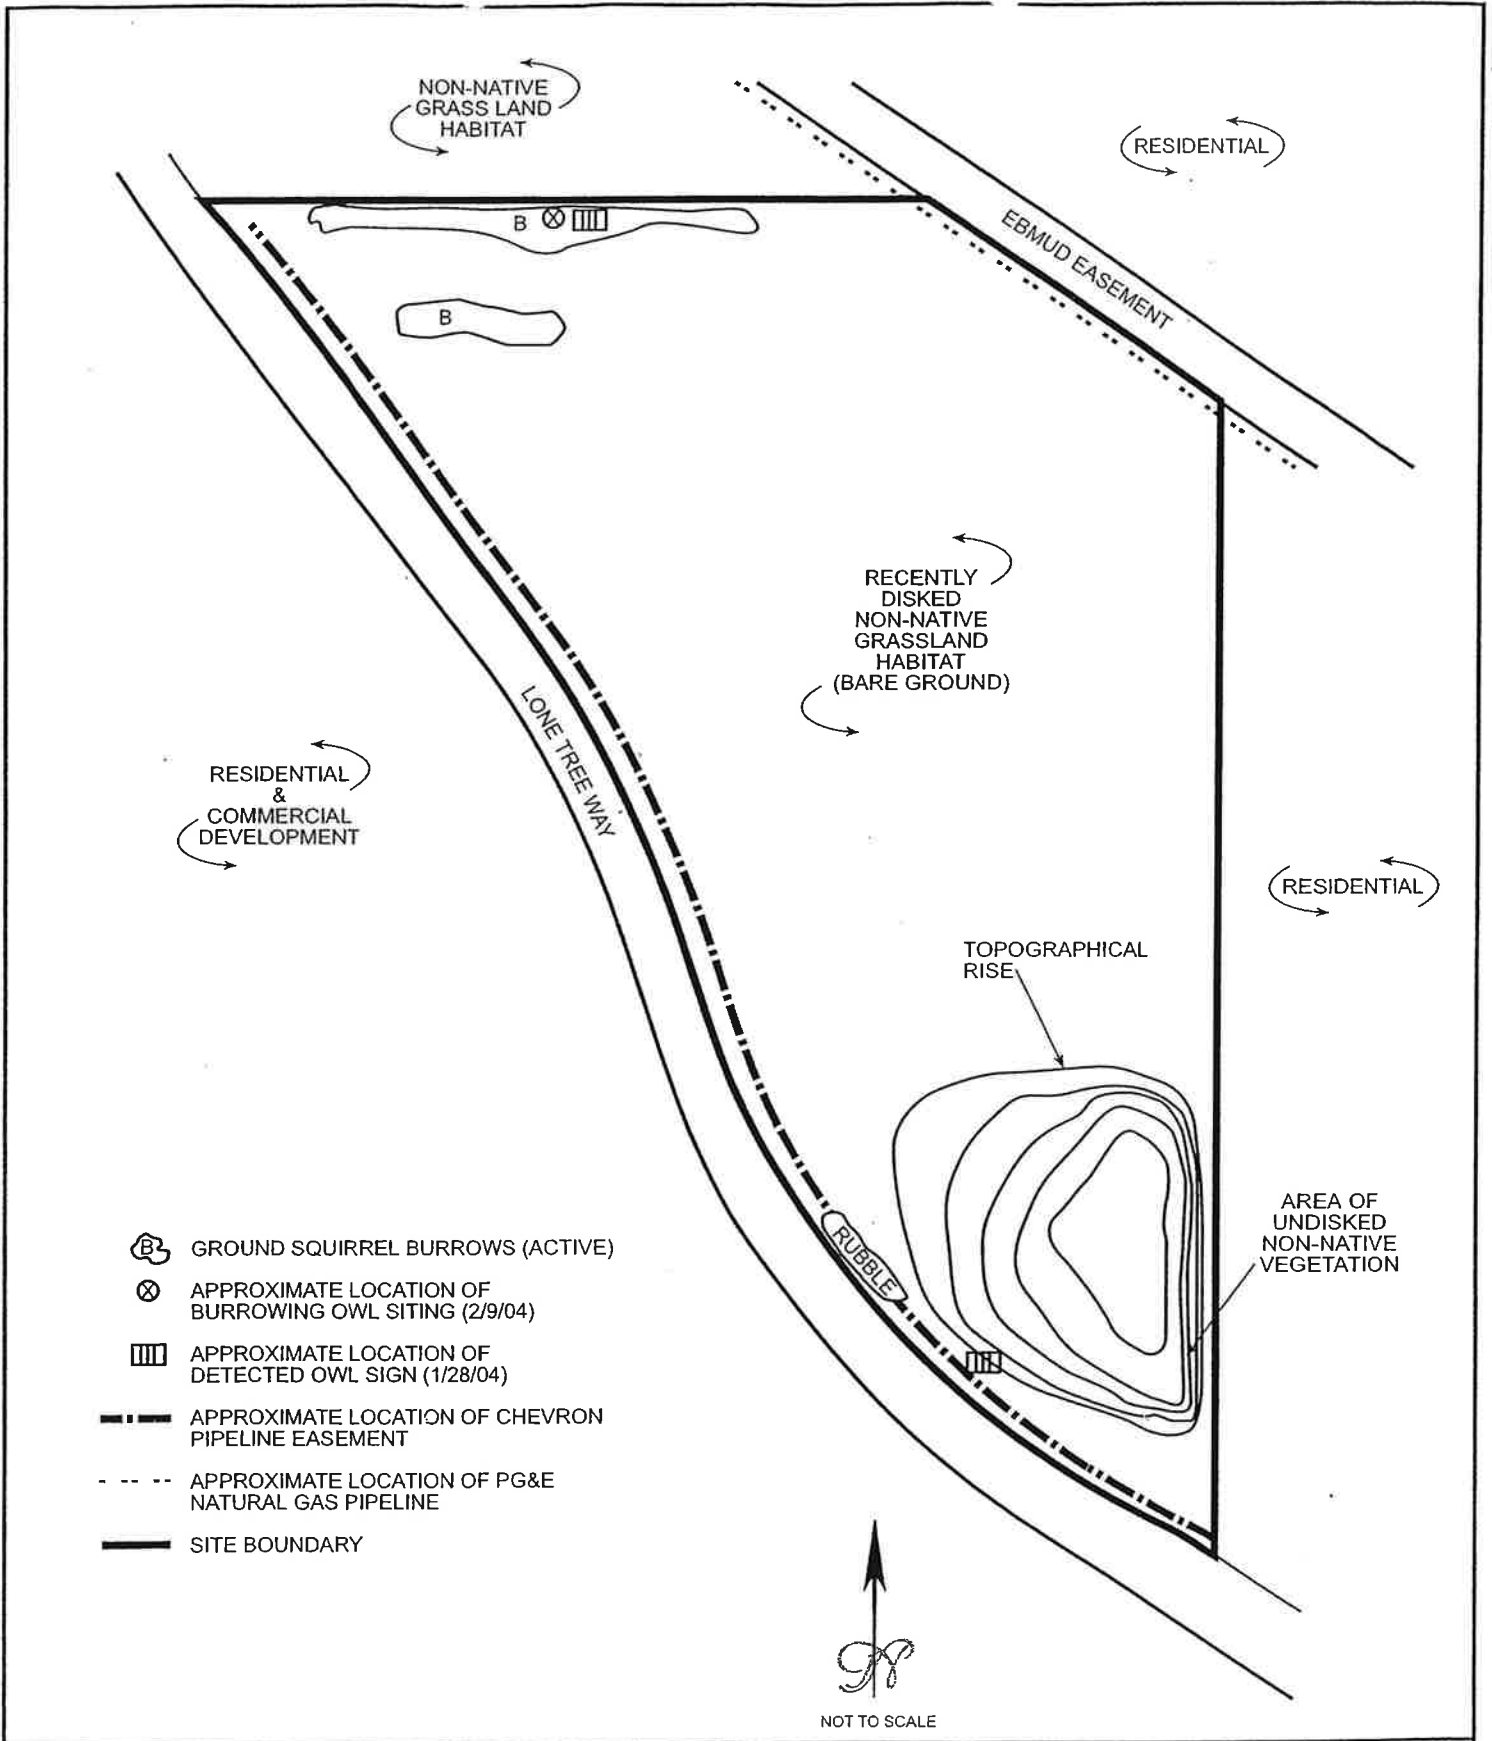 NON-NATIVE
GRASS LAND
HABITAT
RESIDENTIAL
EBMUD EASEMENT
B
B
RECENTLY
DISKED
NON-NATIVE
GRASSLAND
HABITAT
(BARE GROUND)
LONE TREE WAY
RESIDENTIAL
&
COMMERCIAL
DEVELOPMENT
RESIDENTIAL
TOPOGRAPHICAL
RISE
AREA OF
UNDISKED
NON-NATIVE
VEGETATION
RUBBLE
B
GROUND SQUIRREL BURROWS (ACTIVE)
APPROXIMATE LOCATION OF
BURROWING OWL SITING (2/9/04)
APPROXIMATE LOCATION OF
DETECTED OWL SIGN (1/28/04)
APPROXIMATE LOCATION OF CHEVRON
PIPELINE EASEMENT
APPROXIMATE LOCATION OF PG&E
NATURAL GAS PIPELINE
SITE BOUNDARY
N
NOT TO SCALE